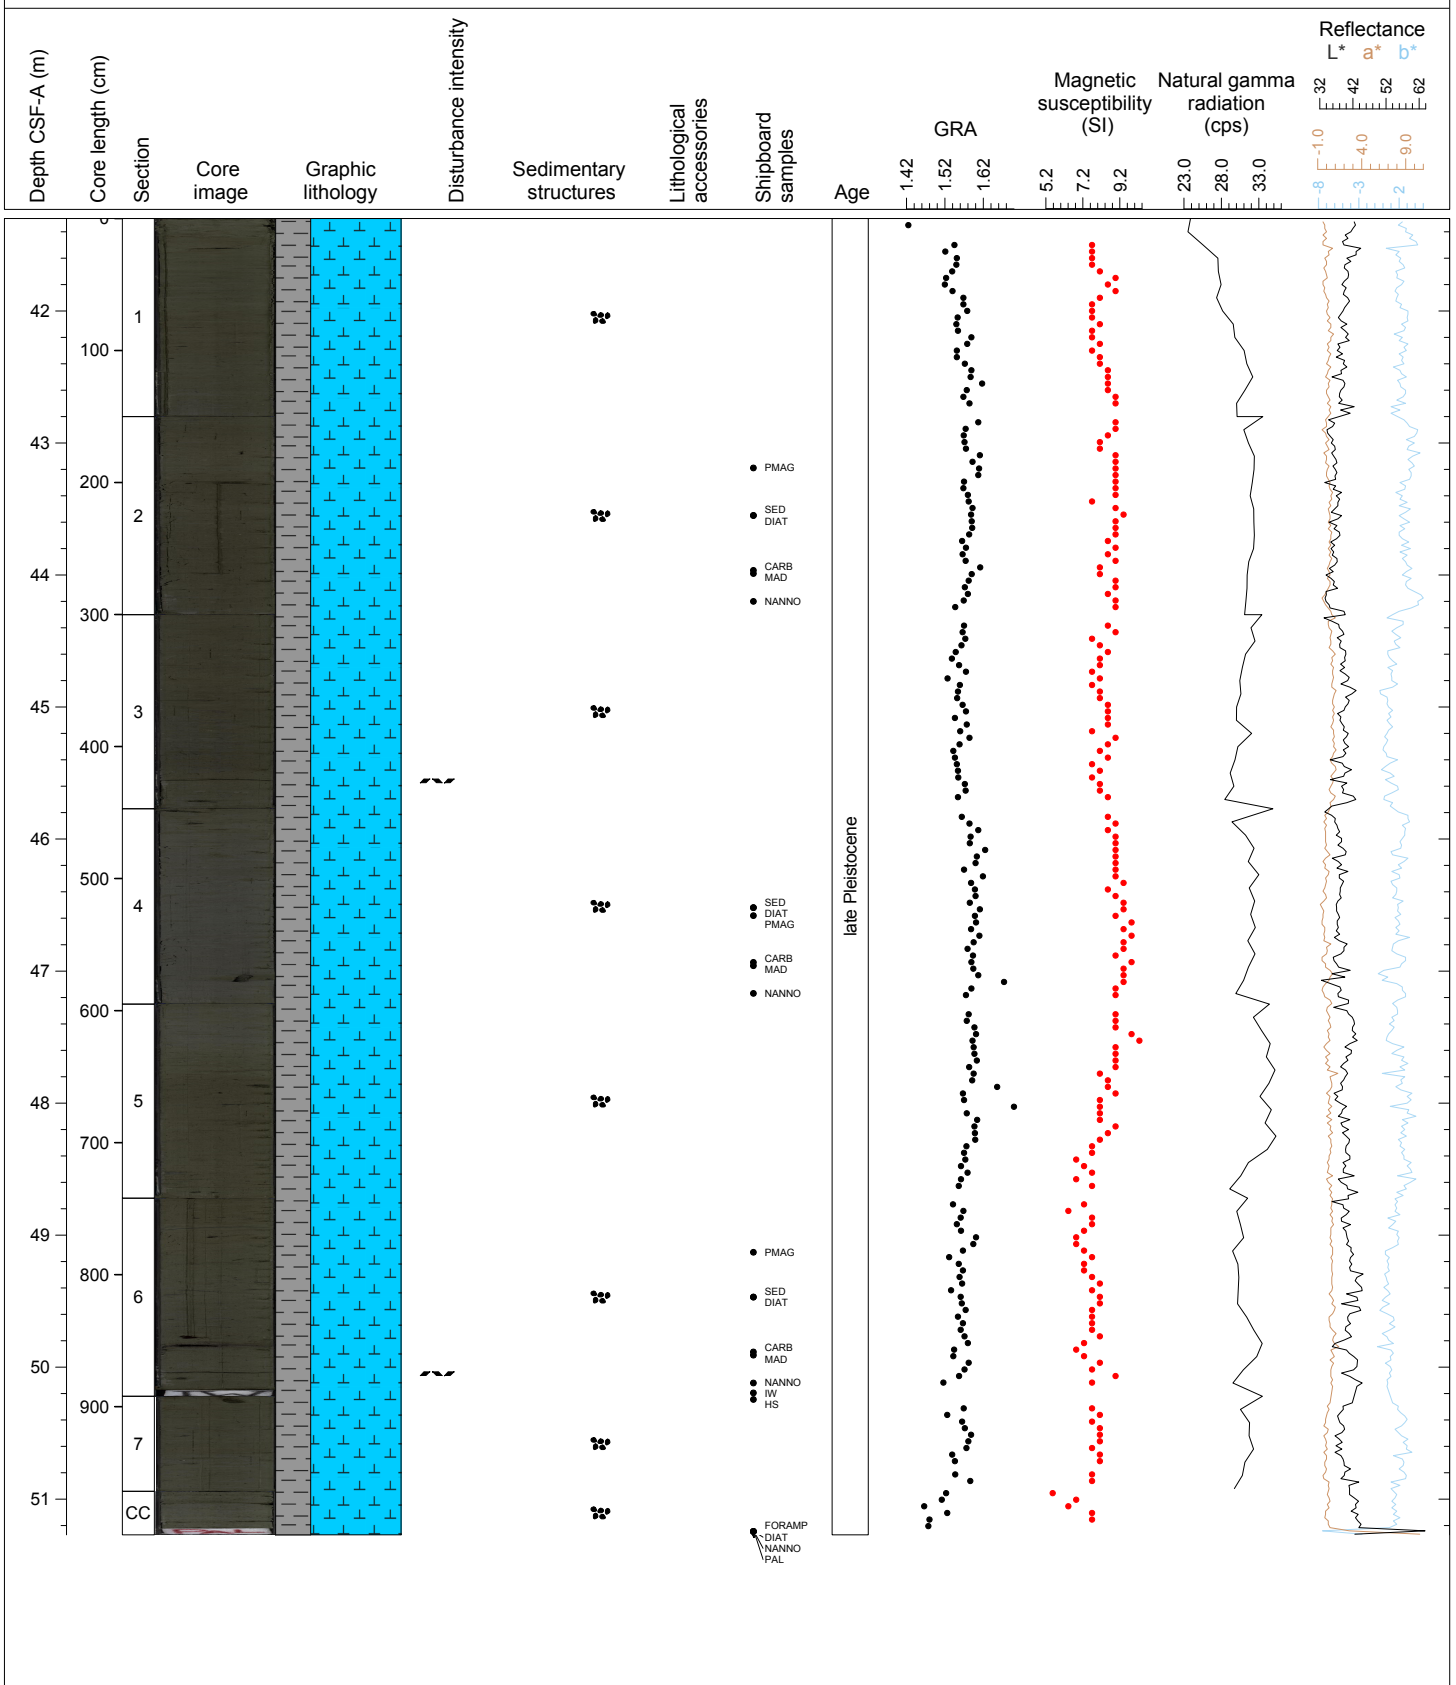 Depth CSF-A (m)
Core length (cm)
Section
Core
image
Graphic
lithology
Disturbance intensity
Sedimentary
structures
Lithological
accessories
Shipboard
samples
Age
GRA
1.42
1.52
1.62
Magnetic
susceptibility
(SI)
5.2
7.2
9.2
Natural gamma
radiation
(cps)
23.0
28.0
33.0
Reflectance
L* a* b*
32
42
52
62
-1.0
4.0
9.0
-8
-3
2
0
42
1
100
43
PMAG
200
2
SED
DIAT
44
CARB
MAD
NANNO
300
45
3
400
46
late Pleistocene
500
4
SED
DIAT
PMAG
47
CARB
MAD
NANNO
600
48
5
700
49
PMAG
800
6
SED
DIAT
50
CARB
MAD
NANNO
IW
HS
900
7
51
CC
FORAMP
DIAT
NANNO
PAL